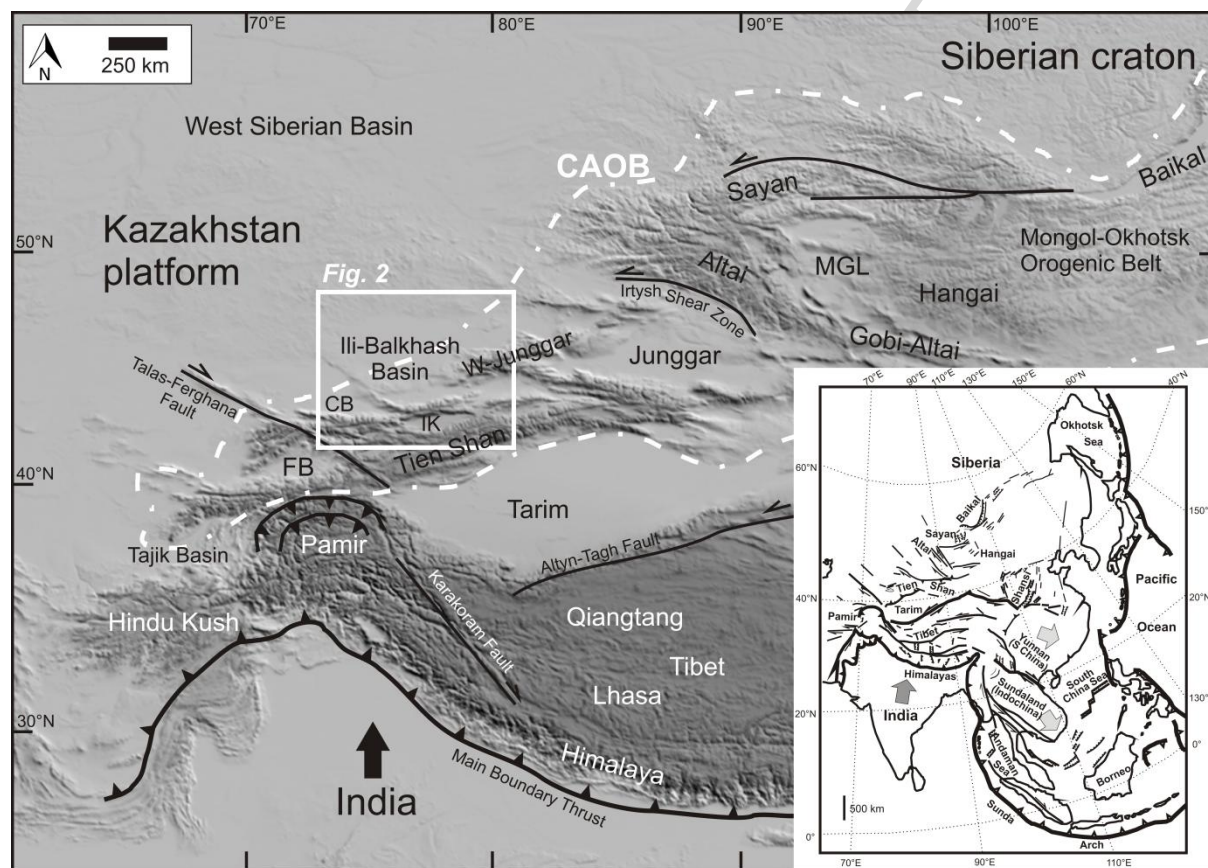 70°E
80°E
90°E
100°E
N
250 km
Siberian craton
West Siberian Basin
CAOB
Sayan
Baikal
Kazakhstan
platform
50°N
Mongol-Okhotsk
Orogenic Belt
Fig. 2
Altai
MGL
Hangai
Irtysh Shear Zone
Gobi-Altai
Ili-Balkhash
Basin
W-Junggar
Junggar
Talas-Ferghana
Fault
CB
IK
Tien Shan
FB
40°N
Tarim
Tajik Basin
Pamir
Altyn-Tagh Fault
Karakoram Fault
Hindu Kush
Qiangtang
Tibet
Lhasa
30°N
Himalaya
Main Boundary Thrust
India
70°E
90°E
110°E
130°E
150°E
60°N
40°N
Okhotsk
Sea
60°N
Siberia
Baikal
150°
Sayan
Altai
Hangai
Shansi
Pacific
40°N
Tien Shan
20°N
Tarim
Pamir
Ocean
Tibet
Yunnan
(S China)
Himalayas
South
China Sea
Sundaland
(Indochina)
130°
India
20°N
0°
Andaman
Sea
Borneo
500 km
Sunda
0°
Arch
70°E
90°E
110°E